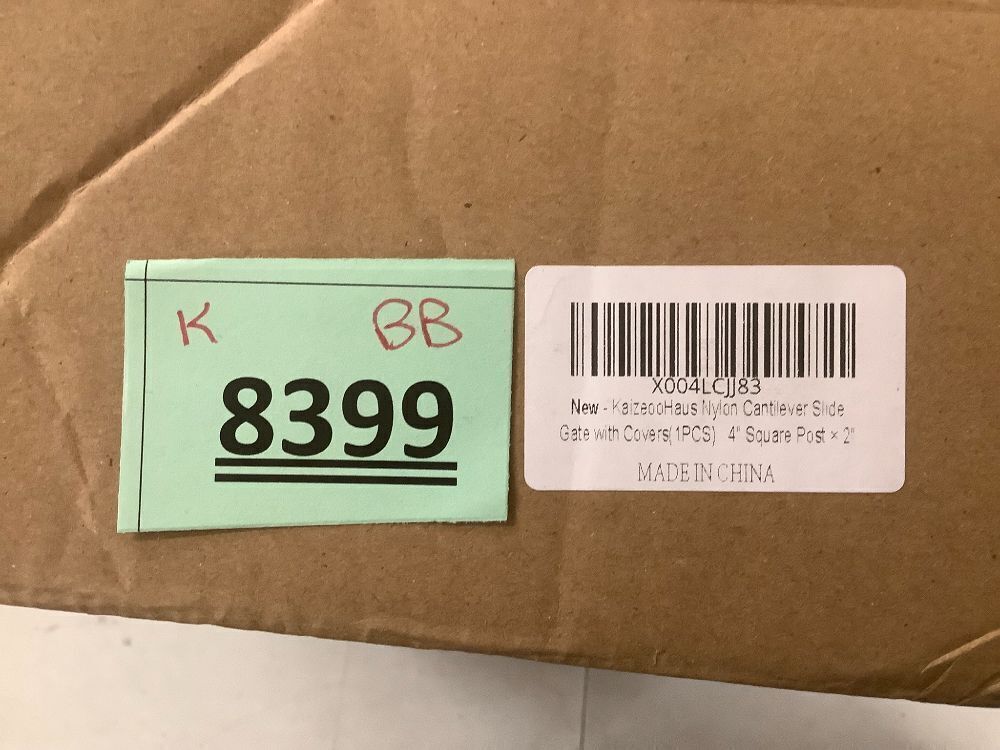 K BB
8399
X004LCJJ83
New - KaizeooHaus Nylon Cantilever Slide
Gate with Covers(1PCS) 4" Square Post × 2"
MADE IN CHINA